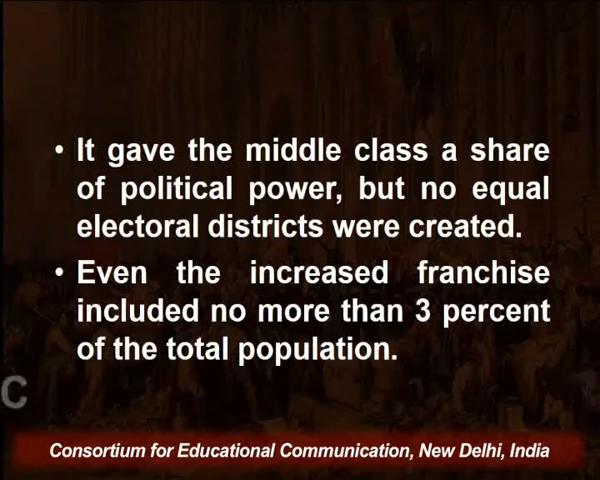 • It gave the middle class a share
of political power, but no equal
electoral districts were created.
• Even the increased franchise
included no more than 3 percent
of the total population.
C
Consortium for Educational Communication, New Delhi, India